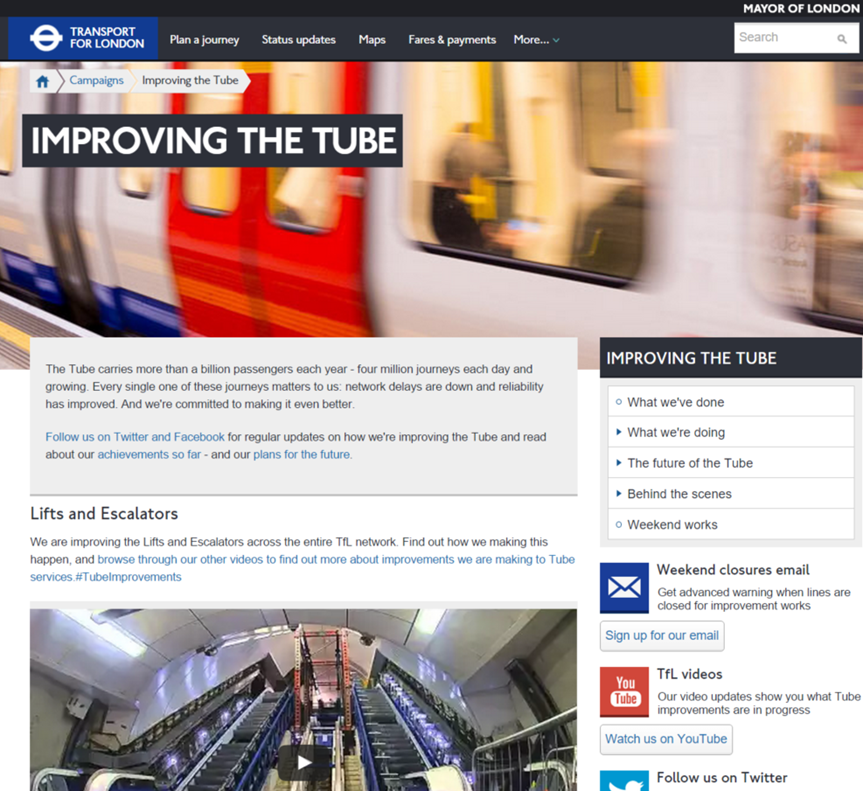 MAYOR OF LONDON
TRANSPORT
FOR LONDON
Plan a journey
Status updates
Maps
Fares & payments
More...
Search
Campaigns
Improving the Tube
IMPROVING THE TUBE
The Tube carries more than a billion passengers each year - four million journeys each day and
growing. Every single one of these journeys matters to us: network delays are down and reliability
has improved. And we're committed to making it even better.
Follow us on Twitter and Facebook for regular updates on how we're improving the Tube and read
about our achievements so far - and our plans for the future.
Lifts and Escalators
We are improving the Lifts and Escalators across the entire TfL network. Find out how we making this
happen, and browse through our other videos to find out more about improvements we are making to Tube
services.#TubeImprovements
IMPROVING THE TUBE
What we've done
What we're doing
The future of the Tube
Behind the scenes
Weekend works
Weekend closures email
Get advanced warning when lines are
closed for improvement works
Sign up for our email
You
Tube
TfL videos
Our video updates show you what Tube
improvements are in progress
Watch us on YouTube
Follow us on Twitter